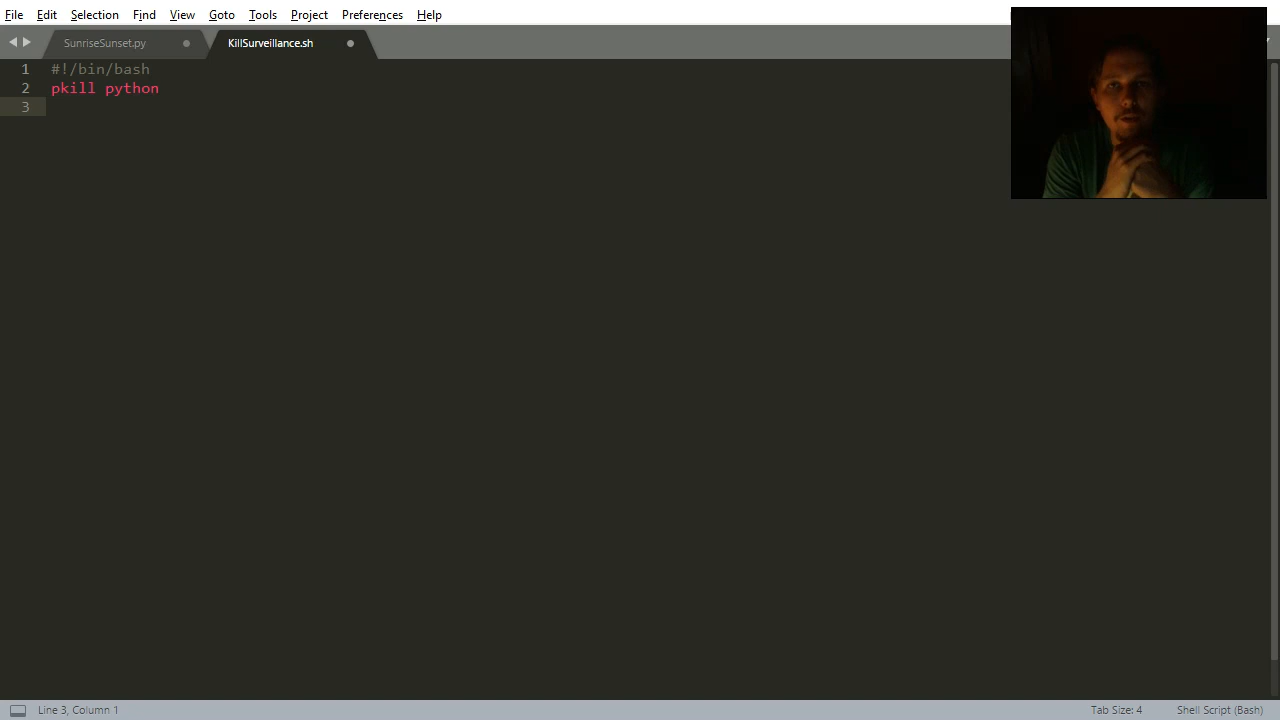 File Edit Selection Find View Goto Tools Project Preferences Help
SunriseSunset.py KillSurveillance.sh
1 #!/bin/bash
2 pkill python
3
Line 3, Column 1 Tab Size: 4 Shell Script (Bash)